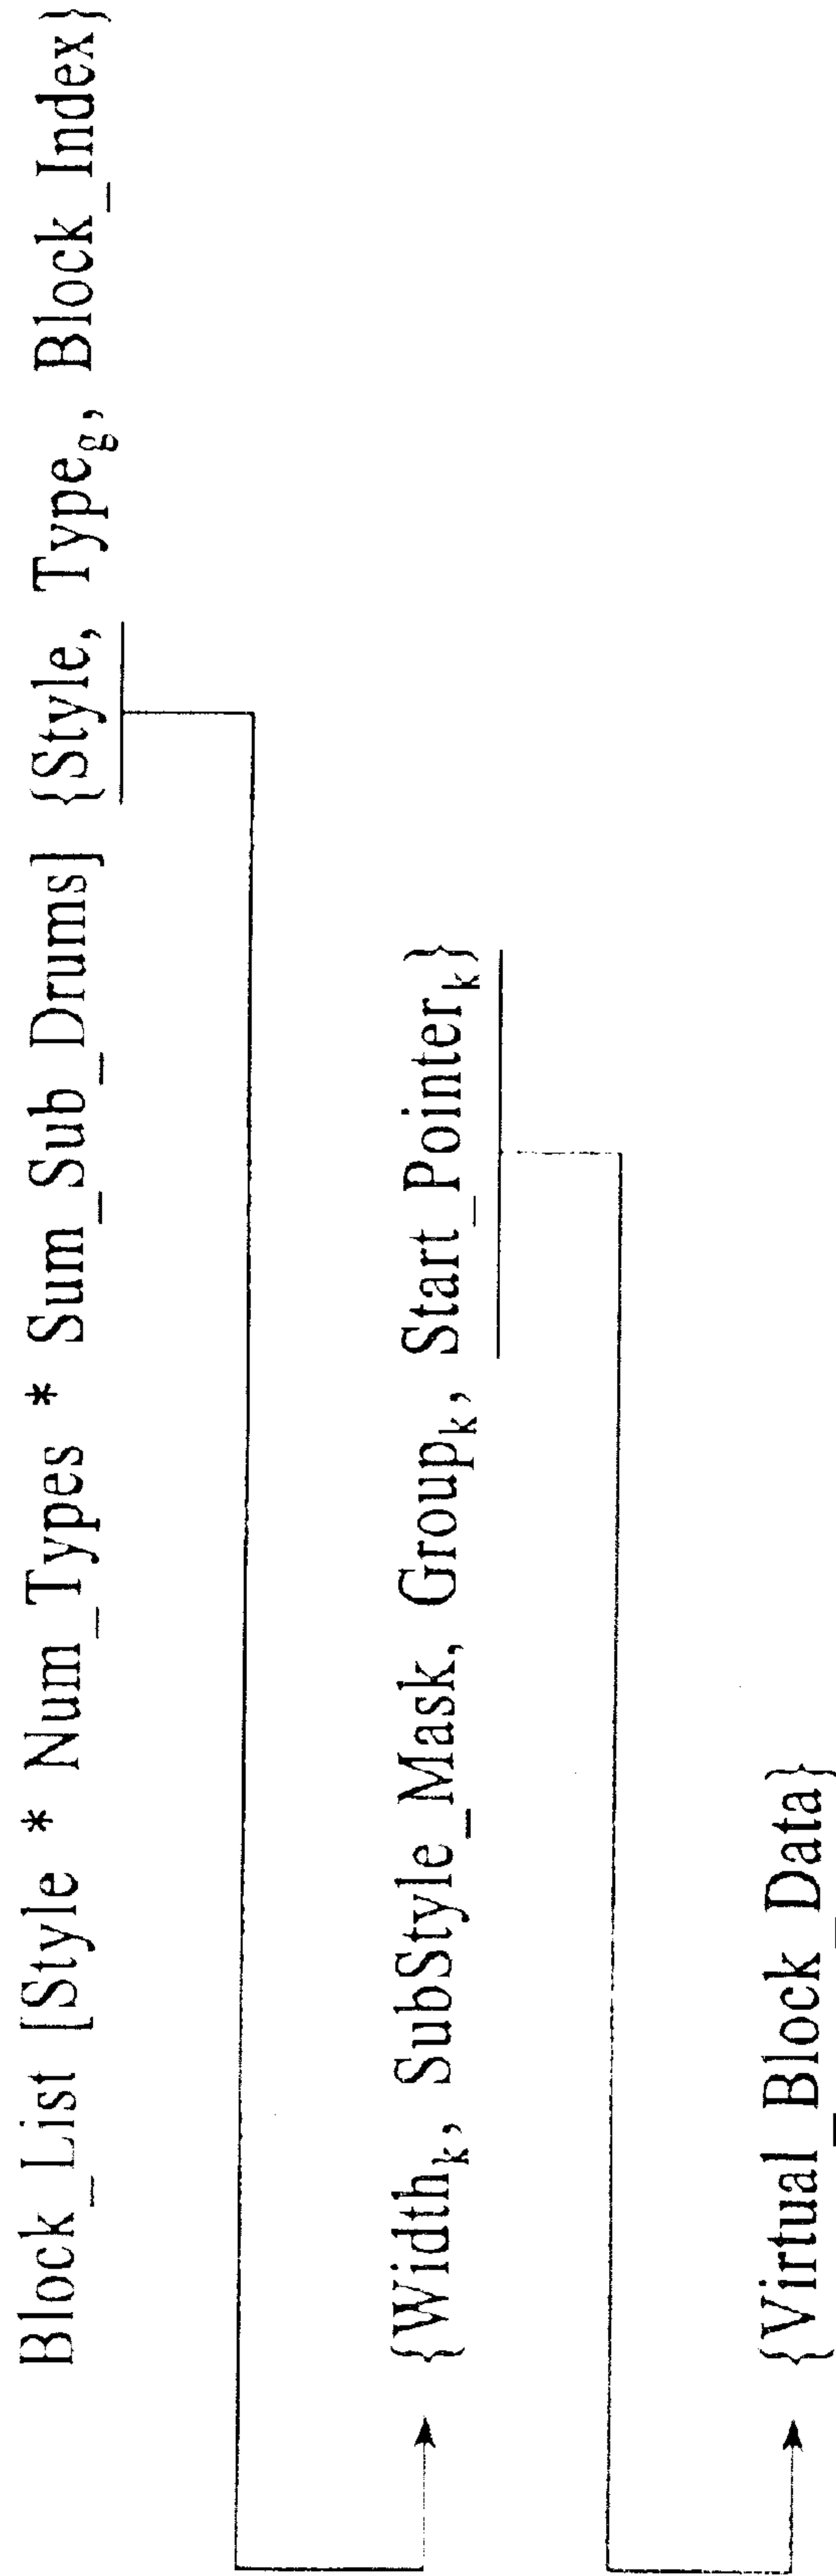 Block_List [Style * Num_Types * Sum_Sub_Drums] {Style, Type_g, Block_Index}
{Width_k, SubStyle_Mask, Group_k, Start_Pointer_k}
{Virtual_Block_Data}